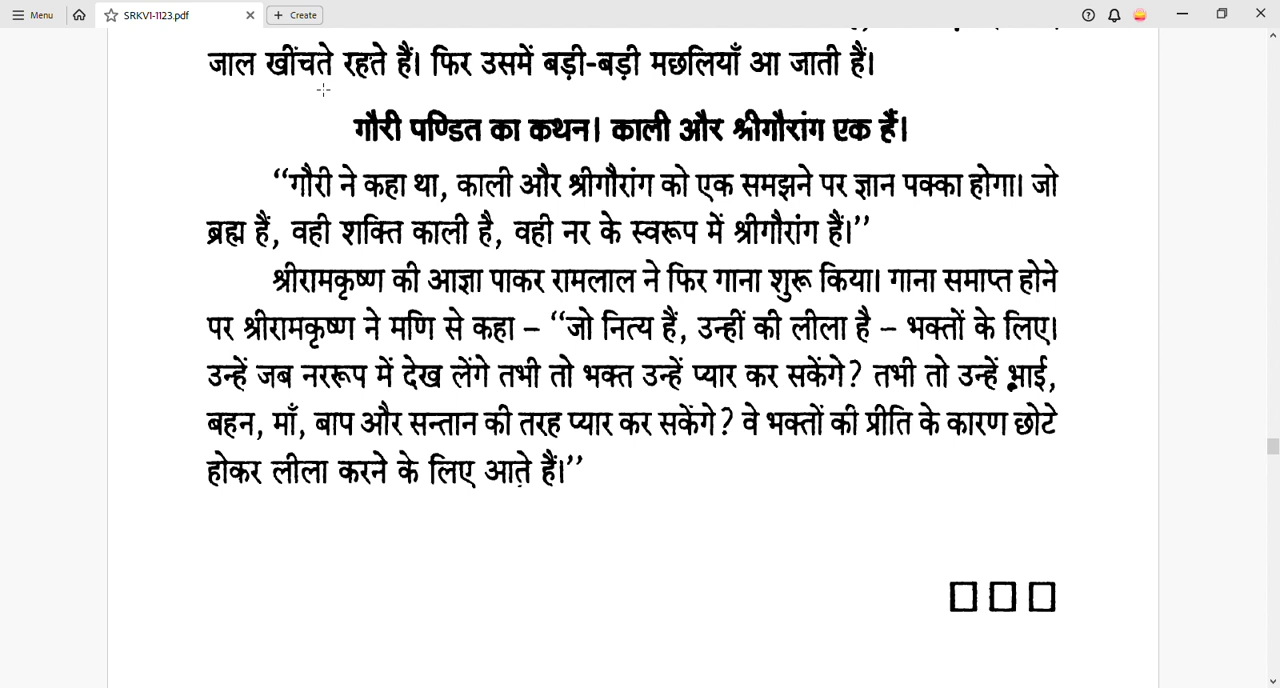 Menu
SRKV1-1123.pdf
Create
जाल खींचते रहते हैं। फिर उसमें बड़ी-बड़ी मछलियाँ आ जाती हैं।
गौरी पण्डित का कथन। काली और श्रीगौरांग एक हैं।
“गौरी ने कहा था, काली और श्रीगौरांग को एक समझने पर ज्ञान पक्का होगा। जो
ब्रह्म हैं, वही शक्ति काली है, वही नर के स्वरूप में श्रीगौरांग हैं।”
श्रीरामकृष्ण की आज्ञा पाकर रामलाल ने फिर गाना शुरू किया। गाना समाप्त होने
पर श्रीरामकृष्ण ने मणि से कहा – “जो नित्य हैं, उन्हीं की लीला है – भक्तों के लिए।
उन्हें जब नररूप में देख लेंगे तभी तो भक्त उन्हें प्यार कर सकेंगे? तभी तो उन्हें भाई,
बहन, माँ, बाप और सन्तान की तरह प्यार कर सकेंगे? वे भक्तों की प्रीति के कारण छोटे
होकर लीला करने के लिए आते हैं।”